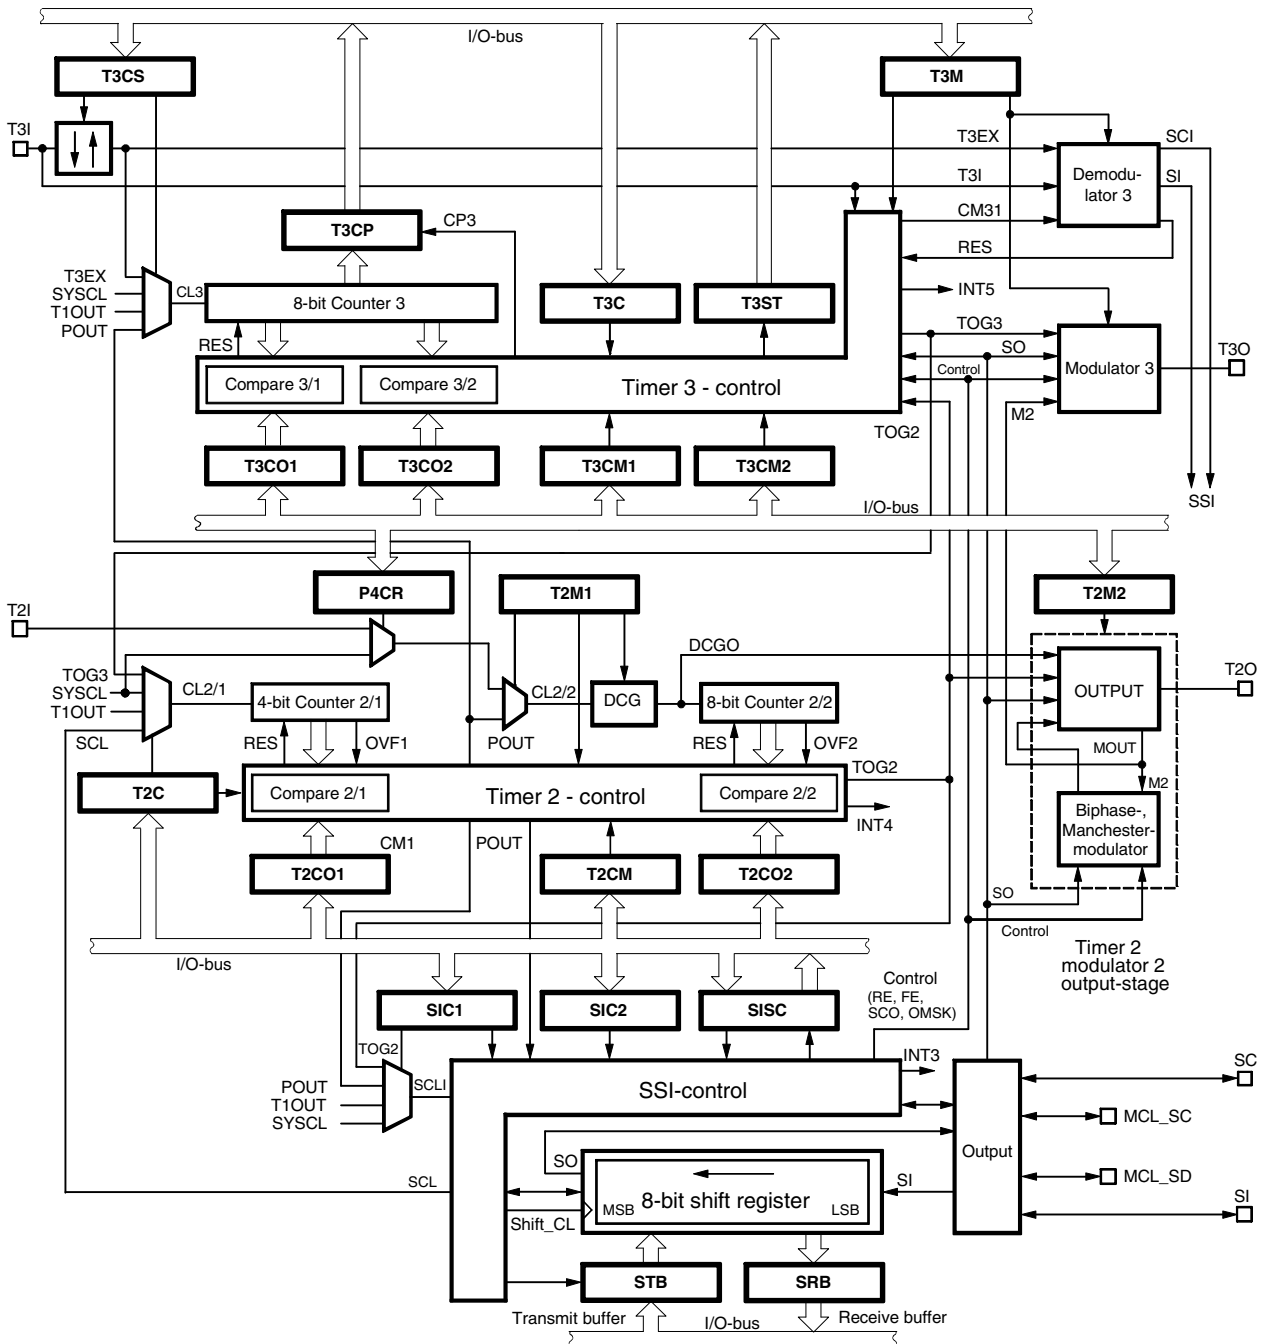 I/O-bus
T3CS
T3M
T3I
T3EX
SCI
T3I
SI
Demodu-
lator 3
CM31
T3CP
CP3
RES
T3EX
SYSCL
T1OUT
POUT
CL3
8-bit Counter 3
T3C
T3ST
INT5
RES
TOG3
SO
Control
M2
Modulator 3
T3O
Compare 3/1
Compare 3/2
Timer 3 - control
TOG2
T3CO1
T3CO2
T3CM1
T3CM2
SSI
I/O-bus
P4CR
T2M1
T2M2
T2I
DCGO
TOG3
SYSCL
T1OUT
SCL
CL2/1
4-bit Counter 2/1
CL2/2
DCG
8-bit Counter 2/2
OUTPUT
T2O
POUT
RES
OVF1
RES
OVF2
MOUT
M2
T2C
Compare 2/1
Timer 2 - control
Compare 2/2
TOG2
INT4
Biphase-,
Manchester-
modulator
CM1
POUT
T2CO1
T2CM
T2CO2
SO
Control
I/O-bus
Timer 2
modulator 2
output-stage
SIC1
SIC2
SISC
Control
(RE, FE,
SCO, OMSK)
TOG2
POUT
T1OUT
SYSCL
SCLI
SSI-control
INT3
SC
MCL_SC
Output
SO
SCL
8-bit shift register
MSB
LSB
SI
MCL_SD
SI
Shift_CL
STB
SRB
Transmit buffer
I/O-bus
Receive buffer